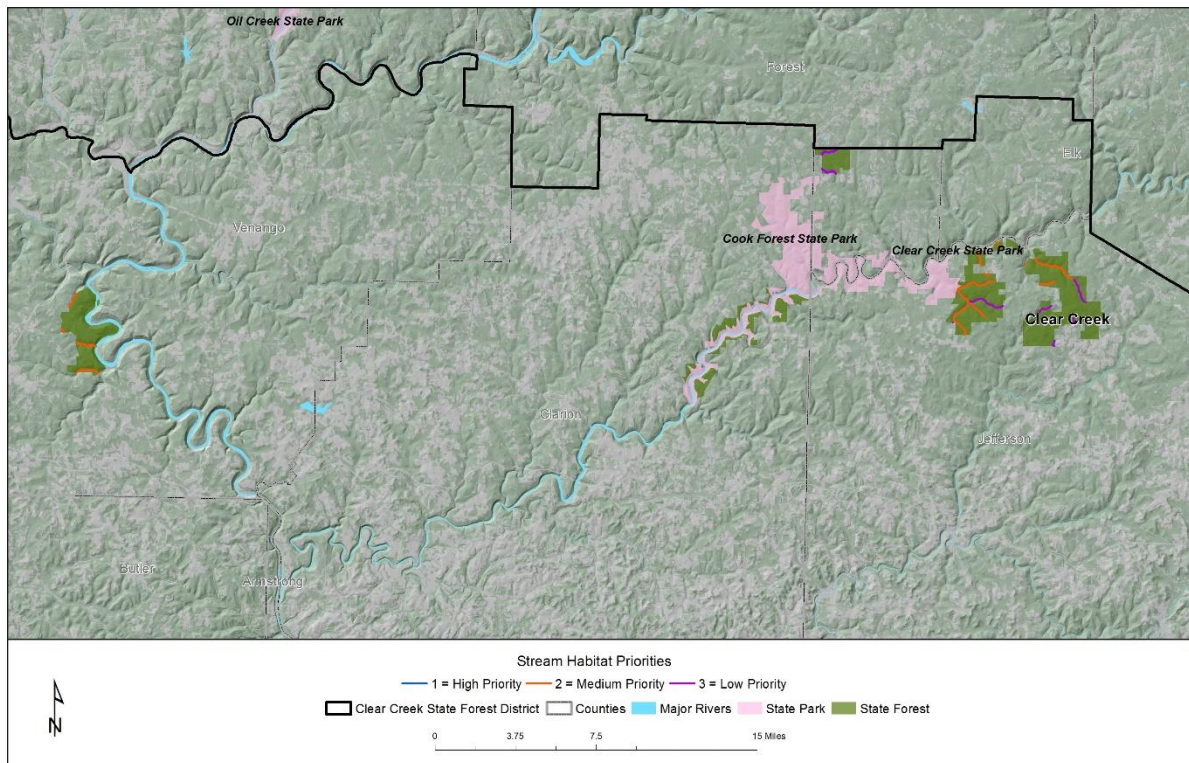 Oil Creek State Park
Forest
Elk
Venango
Cook Forest State Park
Clear Creek State Park
Clear Creek
Clarion
Jefferson
Butler
Armstrong
Stream Habitat Priorities
1 = High Priority 2 = Medium Priority 3 = Low Priority
Clear Creek State Forest District Counties Major Rivers State Park State Forest
N
0 3.75 7.5 15 Miles